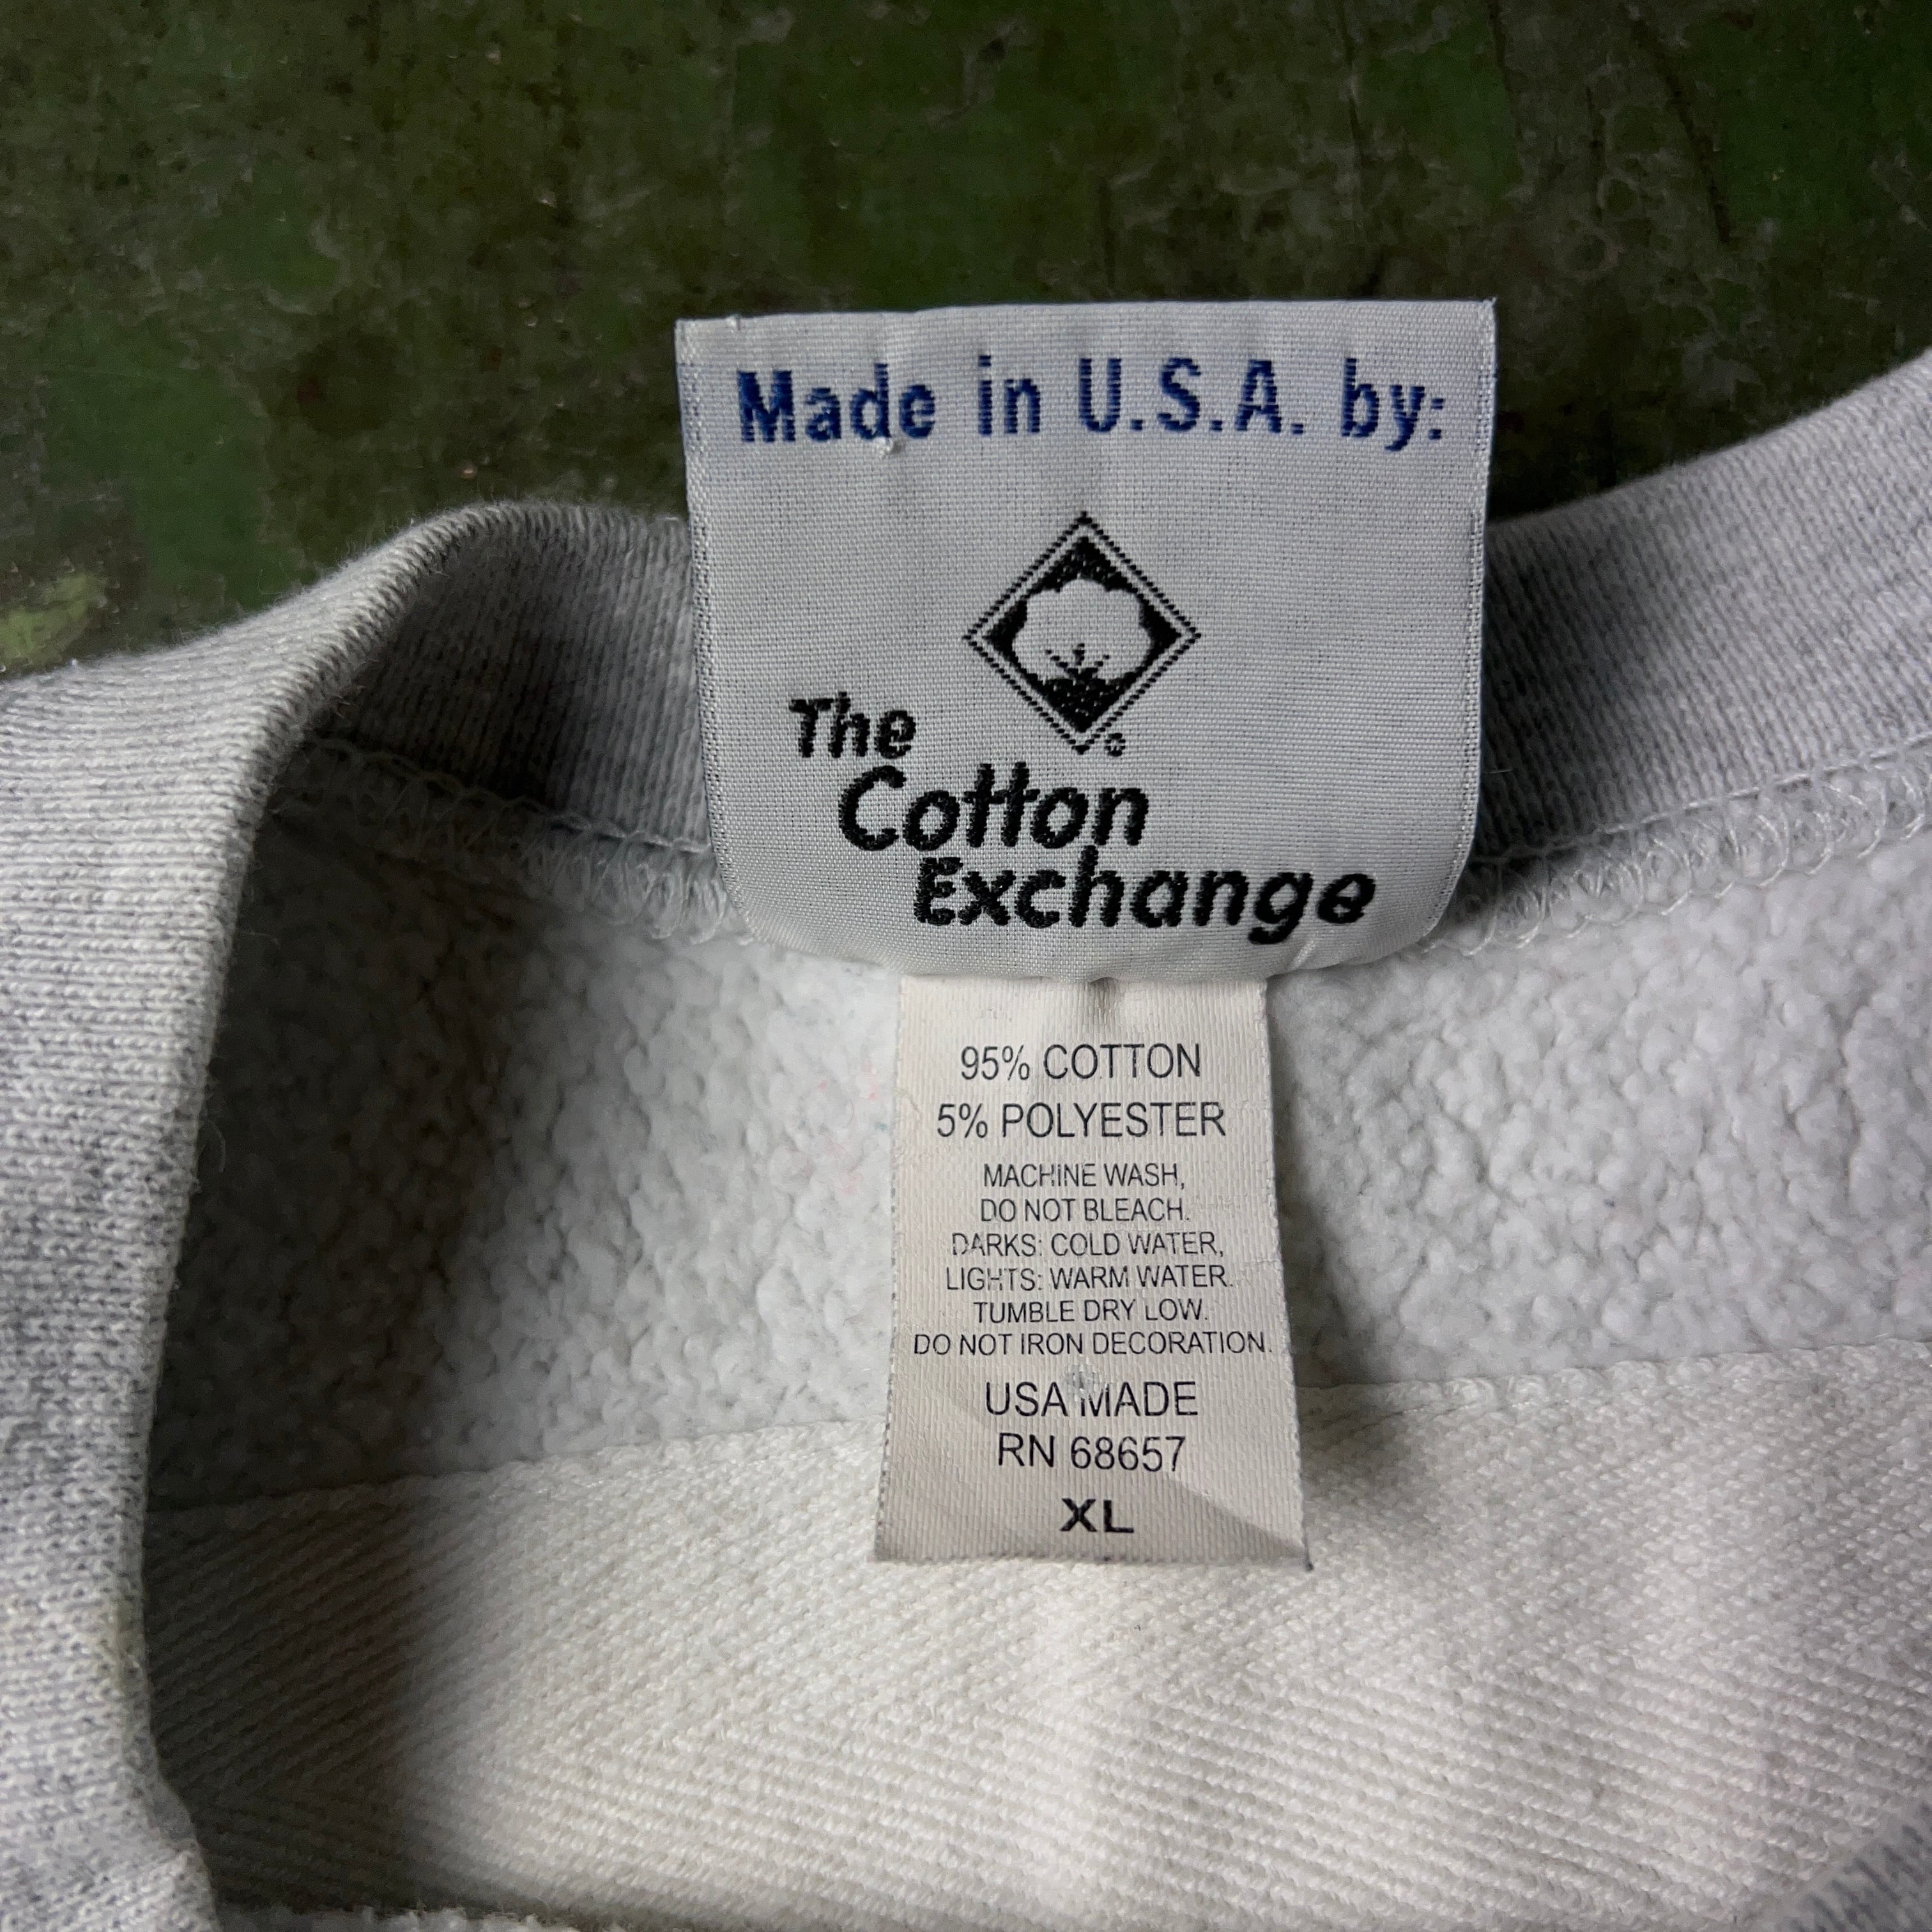 Made in U.S.A. by:
The
Cotton
Exchange
95% COTTON
5% POLYESTER
MACHINE WASH,
DO NOT BLEACH.
DARKS: COLD WATER,
LIGHTS: WARM WATER.
TUMBLE DRY LOW.
DO NOT IRON DECORATION.
USA MADE
RN 68657
XL